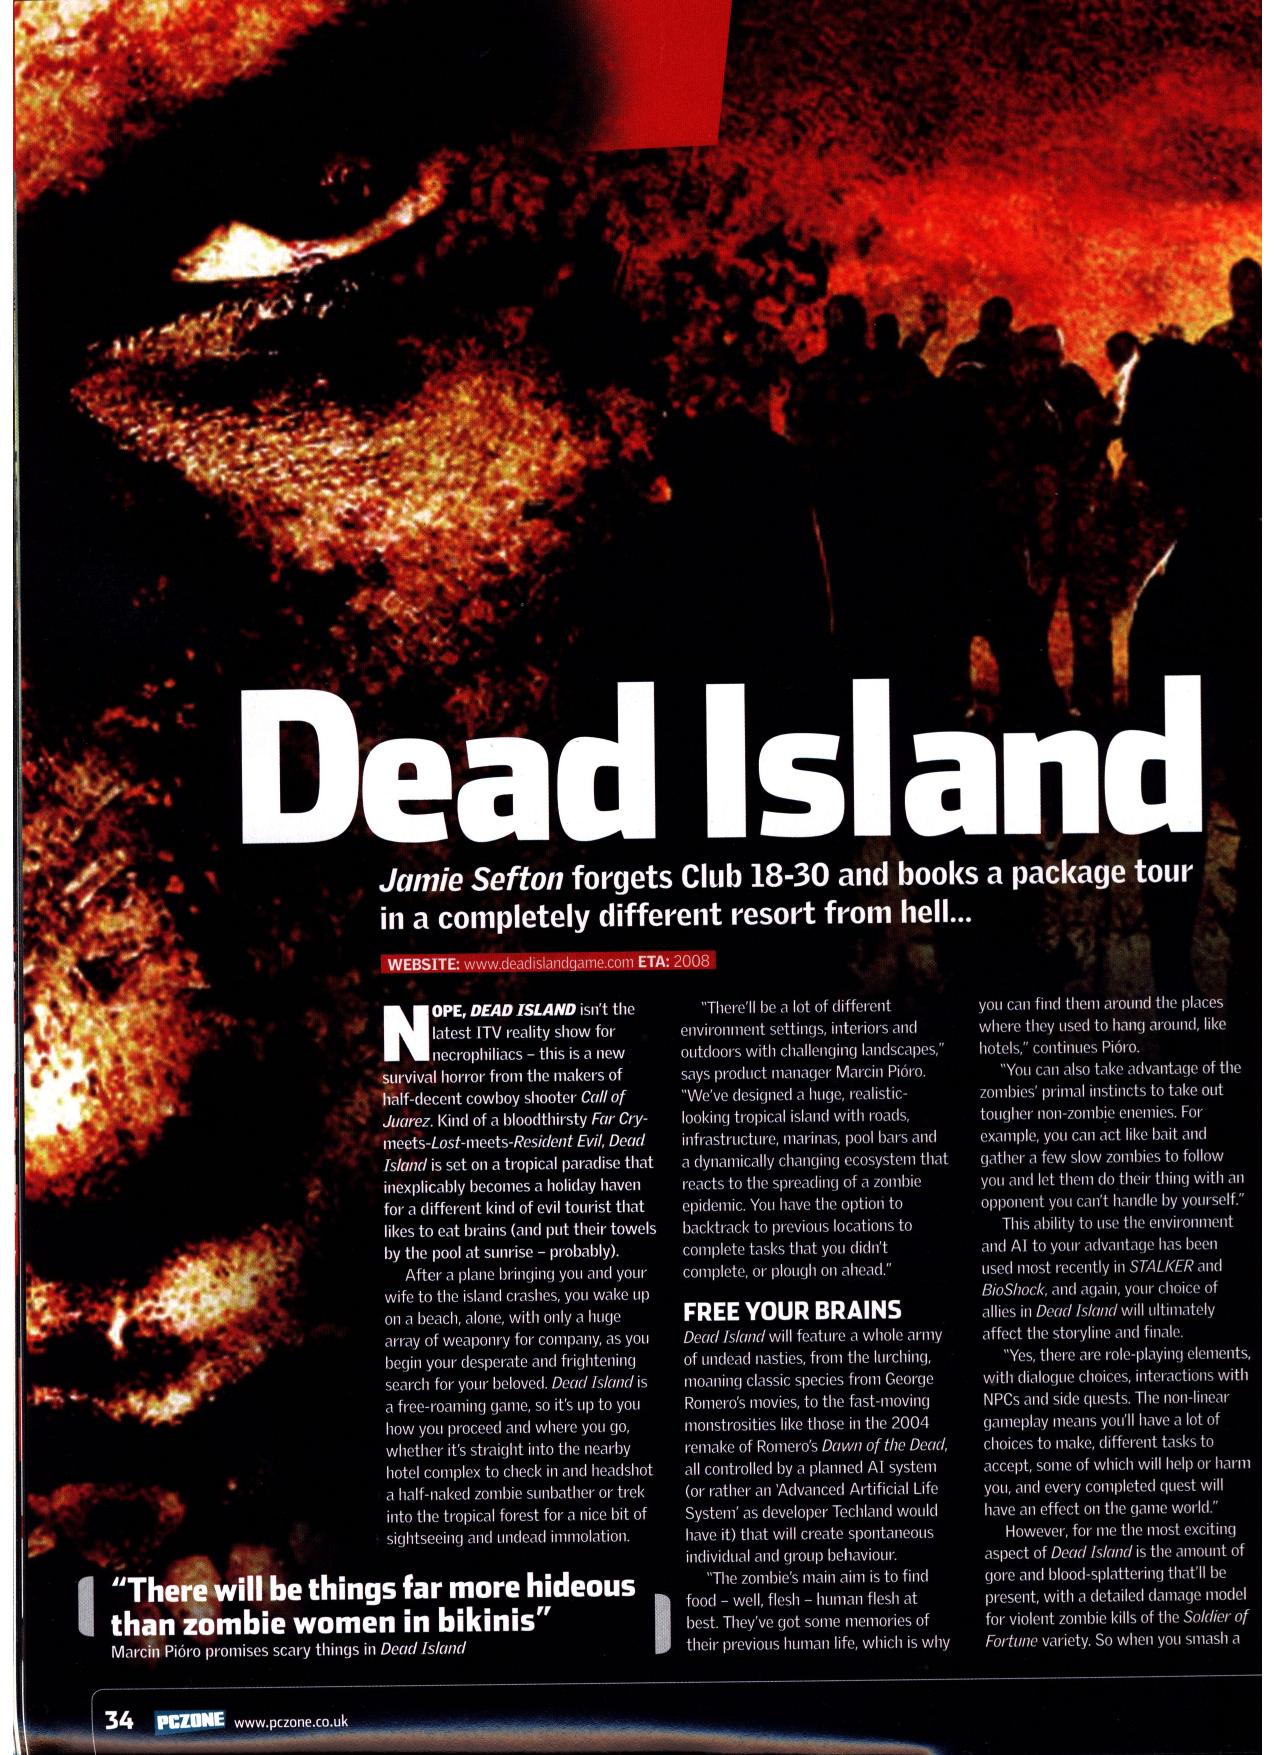 Dead Island
Jamie Sefton forgets Club 18-30 and books a package tour
in a completely different resort from hell...
WEBSITE: www.deadislandgame.com ETA: 2008
NOPE, DEAD ISLAND isn't the
latest ITV reality show for
necrophiliacs – this is a new
survival horror from the makers of
half-decent cowboy shooter Call of
Juarez. Kind of a bloodthirsty Far Cry-
meets-Lost-meets-Resident Evil, Dead
Island is set on a tropical paradise that
inexplicably becomes a holiday haven
for a different kind of evil tourist that
likes to eat brains (and put their towels
by the pool at sunrise – probably).
After a plane bringing you and your
wife to the island crashes, you wake up
on a beach, alone, with only a huge
array of weaponry for company, as you
begin your desperate and frightening
search for your beloved. Dead Island is
a free-roaming game, so it's up to you
how you proceed and where you go,
whether it's straight into the nearby
hotel complex to check in and headshot
a half-naked zombie sunbather or trek
into the tropical forest for a nice bit of
sightseeing and undead immolation.
"There'll be a lot of different
environment settings, interiors and
outdoors with challenging landscapes,"
says product manager Marcin Pióro.
"We've designed a huge, realistic-
looking tropical island with roads,
infrastructure, marinas, pool bars and
a dynamically changing ecosystem that
reacts to the spreading of a zombie
epidemic. You have the option to
backtrack to previous locations to
complete tasks that you didn't
complete, or plough on ahead."
FREE YOUR BRAINS
Dead Island will feature a whole army
of undead nasties, from the lurching,
moaning classic species from George
Romero's movies, to the fast-moving
monstrosities like those in the 2004
remake of Romero's Dawn of the Dead,
all controlled by a planned AI system
(or rather an 'Advanced Artificial Life
System' as developer Techland would
have it) that will create spontaneous
individual and group behaviour.
"The zombie's main aim is to find
food – well, flesh – human flesh at
best. They've got some memories of
their previous human life, which is why
you can find them around the places
where they used to hang around, like
hotels," continues Pióro.
"You can also take advantage of the
zombies' primal instincts to take out
tougher non-zombie enemies. For
example, you can act like bait and
gather a few slow zombies to follow
you and let them do their thing with an
opponent you can't handle by yourself."
This ability to use the environment
and AI to your advantage has been
used most recently in STALKER and
BioShock, and again, your choice of
allies in Dead Island will ultimately
affect the storyline and finale.
"Yes, there are role-playing elements,
with dialogue choices, interactions with
NPCs and side quests. The non-linear
gameplay means you'll have a lot of
choices to make, different tasks to
accept, some of which will help or harm
you, and every completed quest will
have an effect on the game world."
However, for me the most exciting
aspect of Dead Island is the amount of
gore and blood-splattering that'll be
present, with a detailed damage model
for violent zombie kills of the Soldier of
Fortune variety. So when you smash a
"There will be things far more hideous
than zombie women in bikinis"
Marcin Pióro promises scary things in Dead Island
34 PCZONE www.pczone.co.uk